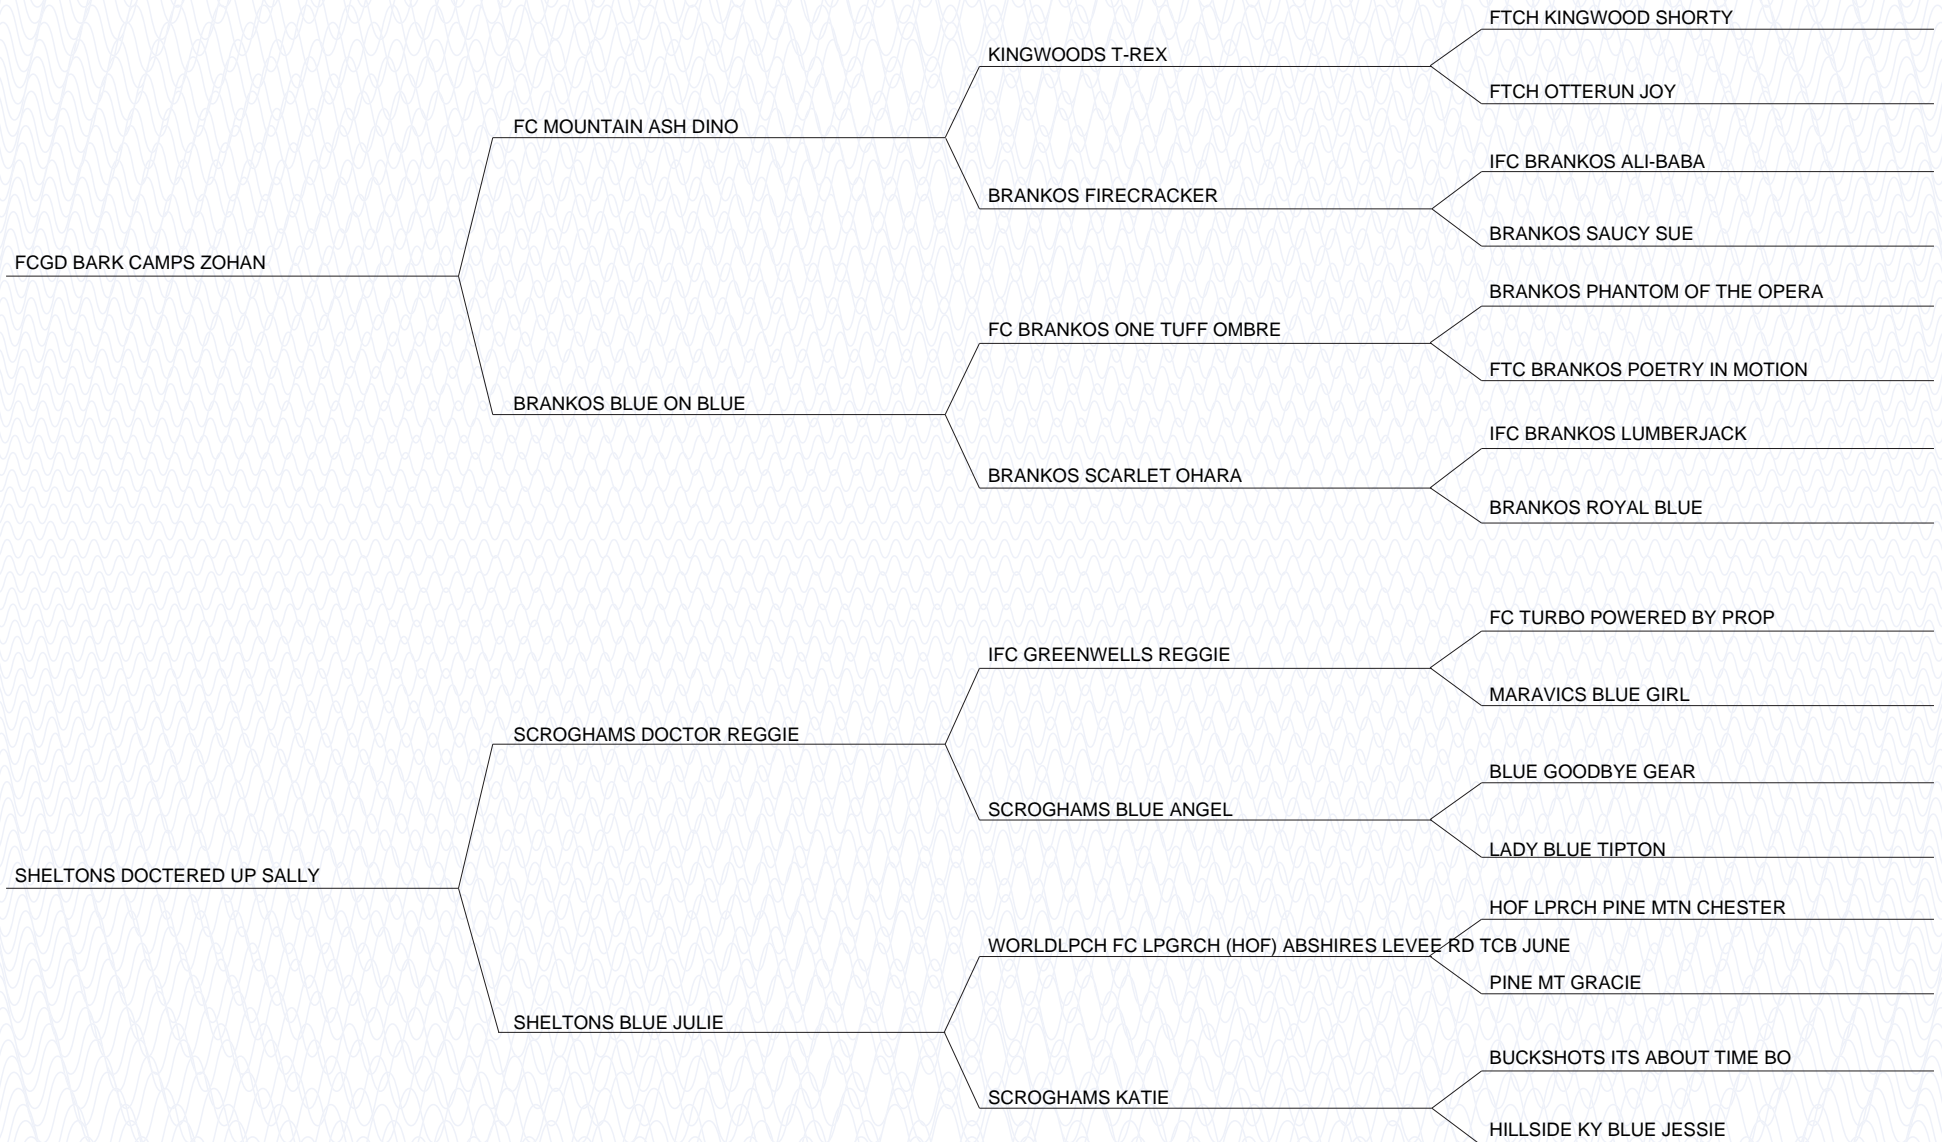 FTCH KINGWOOD SHORTY
KINGWOODS T-REX
FTCH OTTERUN JOY
FC MOUNTAIN ASH DINO
IFC BRANKOS ALI-BABA
BRANKOS FIRECRACKER
BRANKOS SAUCY SUE
FCGD BARK CAMPS ZOHAN
BRANKOS PHANTOM OF THE OPERA
FC BRANKOS ONE TUFF OMBRE
FTC BRANKOS POETRY IN MOTION
BRANKOS BLUE ON BLUE
IFC BRANKOS LUMBERJACK
BRANKOS SCARLET OHARA
BRANKOS ROYAL BLUE
FC TURBO POWERED BY PROP
IFC GREENWELLS REGGIE
MARAVICS BLUE GIRL
SCROGHAMS DOCTOR REGGIE
BLUE GOODBYE GEAR
SCROGHAMS BLUE ANGEL
LADY BLUE TIPTON
SHELTONS DOCTERED UP SALLY
HOF LPRCH PINE MTN CHESTER
WORLDLPCH FC LPGRCH (HOF) ABSHIRES LEVEE RD TCB JUNE
PINE MT GRACIE
SHELTONS BLUE JULIE
BUCKSHOTS ITS ABOUT TIME BO
SCROGHAMS KATIE
HILLSIDE KY BLUE JESSIE